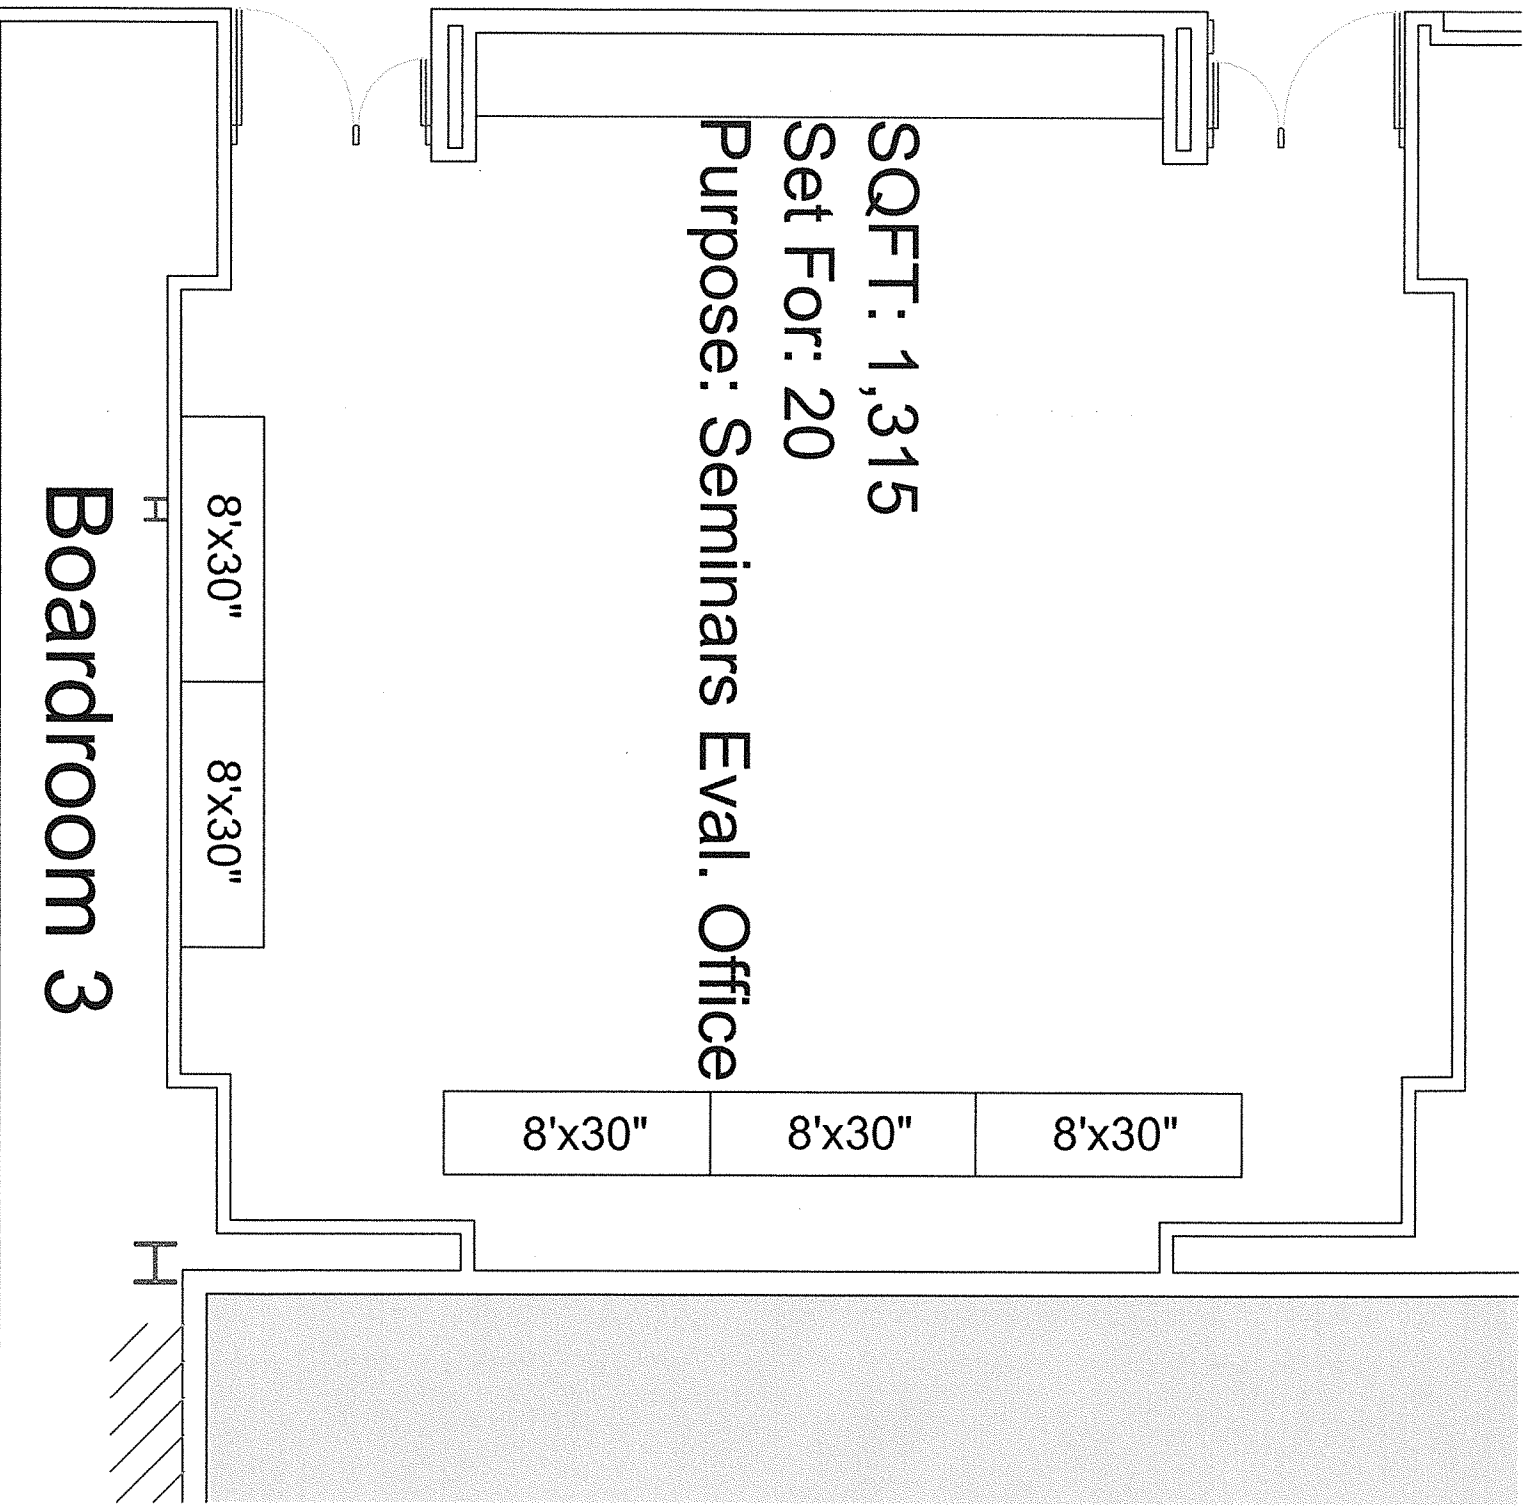 SQFT: 1,315
Set For: 20
Purpose: Seminars Eval. Office
8'x30"
8'x30"
8'x30"
8'x30"
8'x30"
Boardroom 3